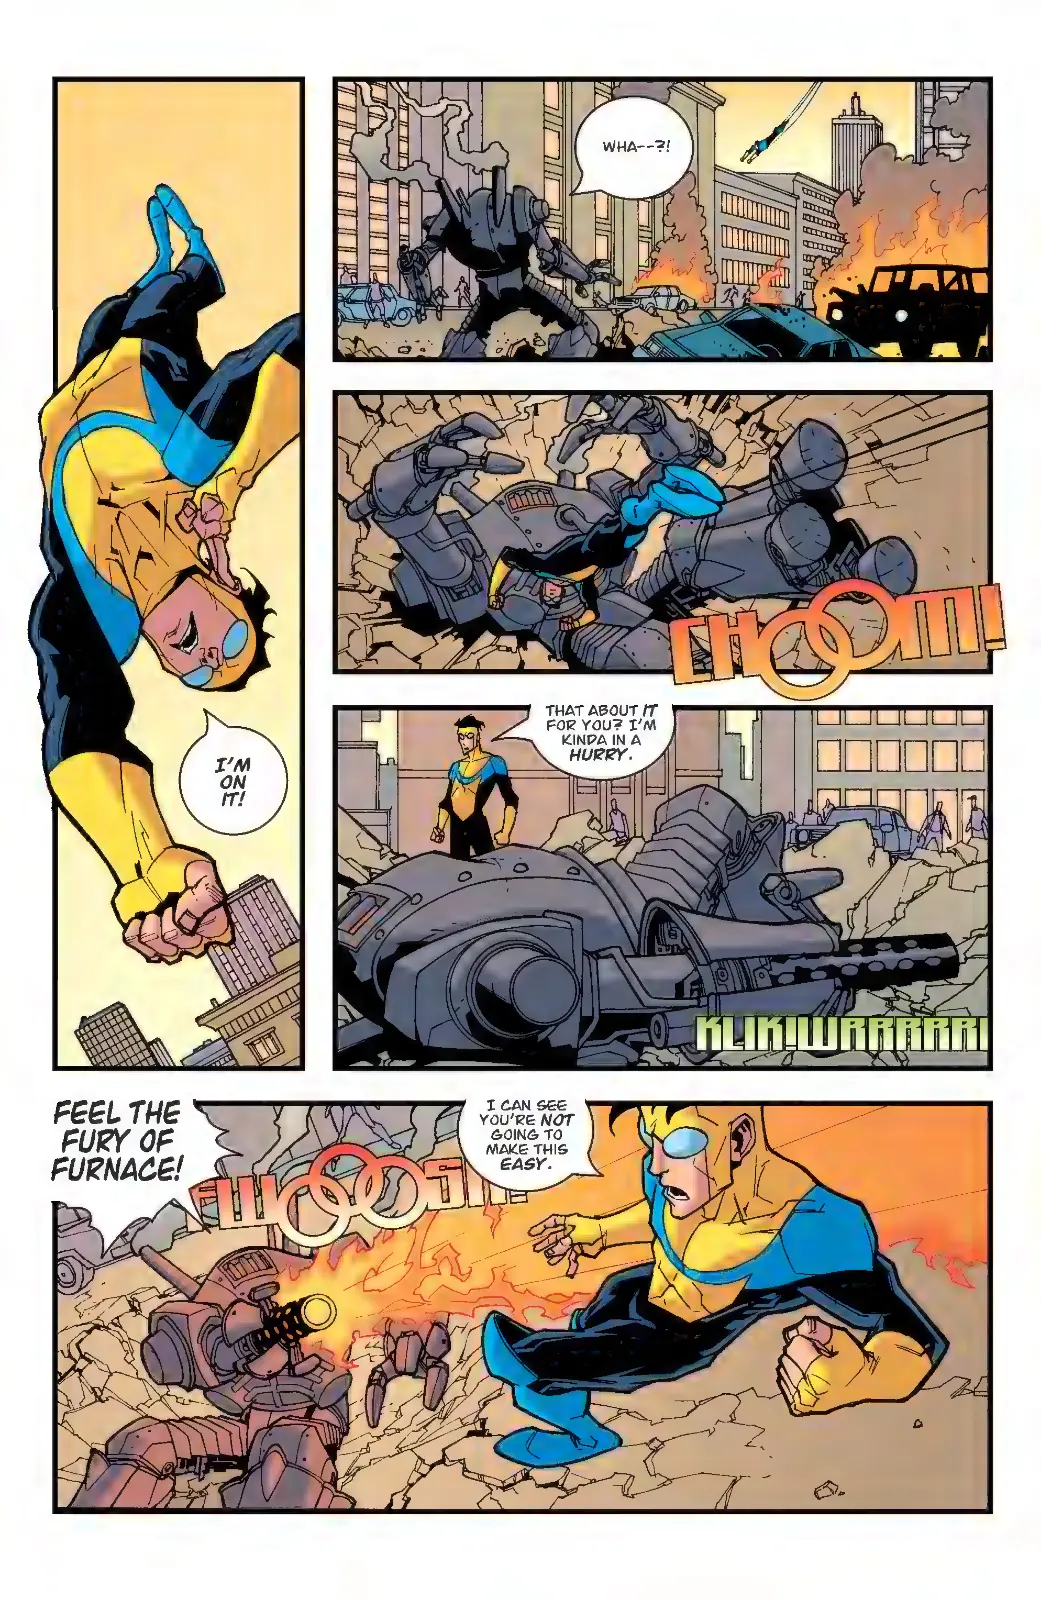 I'M
ON
IT!
WHA--?!
CHOOM!
THAT ABOUT IT
FOR YOU? I'M
KINDA IN A
HURRY.
KLIK!WRRRRR!
FEEL THE
FURY OF
FURNACE!
FWOOOSH!
I CAN SEE
YOU'RE NOT
GOING TO
MAKE THIS
EASY.